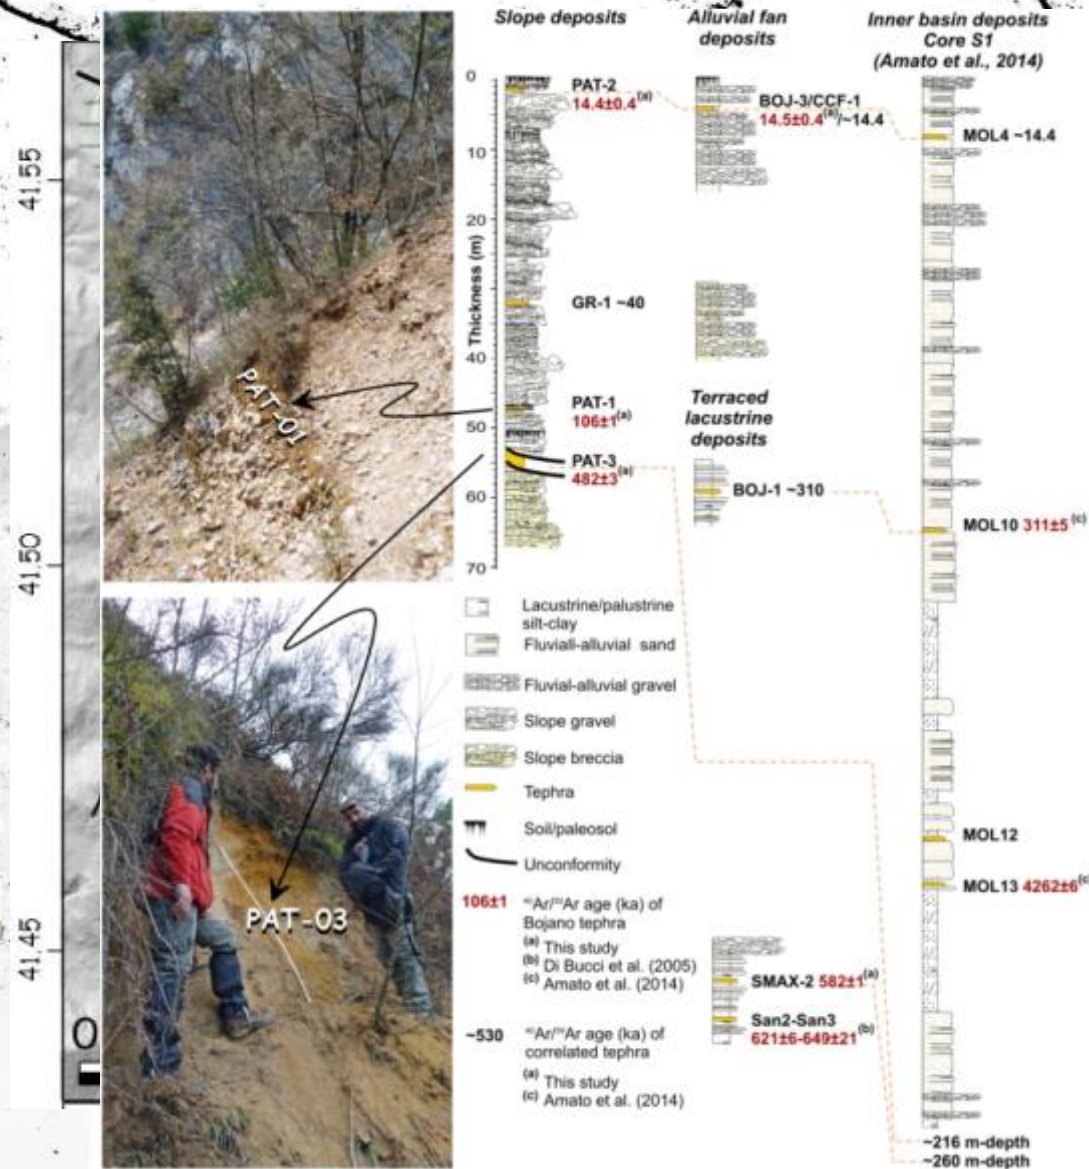 Slope deposits
Alluvial fan
deposits
Inner basin deposits
Core S1
(Amato et al., 2014)
0
PAT-2
14.4±0.4(a)
BOJ-3/CCF-1
14.5±0.4(a)/~14.4
MOL4 ~14.4
10
20
Thickness (m)
GR-1 ~40
40
PAT-1
106±1(a)
50
PAT-3
482±3(a)
60
70
Terraced
lacustrine
deposits
BOJ-1 ~310
MOL10 311±5(c)
MOL12
MOL13 4262±6(c)
SMAX-2 582±1(a)
San2-San3
621±6-649±21(b)
~216 m-depth
~260 m-depth
Lacustrine/palustrine
silt-clay
Fluviall-alluvial sand
Fluvial-alluvial gravel
Slope gravel
Slope breccia
Tephra
Soil/paleosol
Unconformity
106±1
⁴⁰Ar/³⁹Ar age (ka) of
Bojano tephra
(a) This study
(b) Di Bucci et al. (2005)
(c) Amato et al. (2014)
~530
⁴⁰Ar/³⁹Ar age (ka) of
correlated tephra
(a) This study
(c) Amato et al. (2014)
PAT-01
PAT-03
41.55
41.50
41.45
0